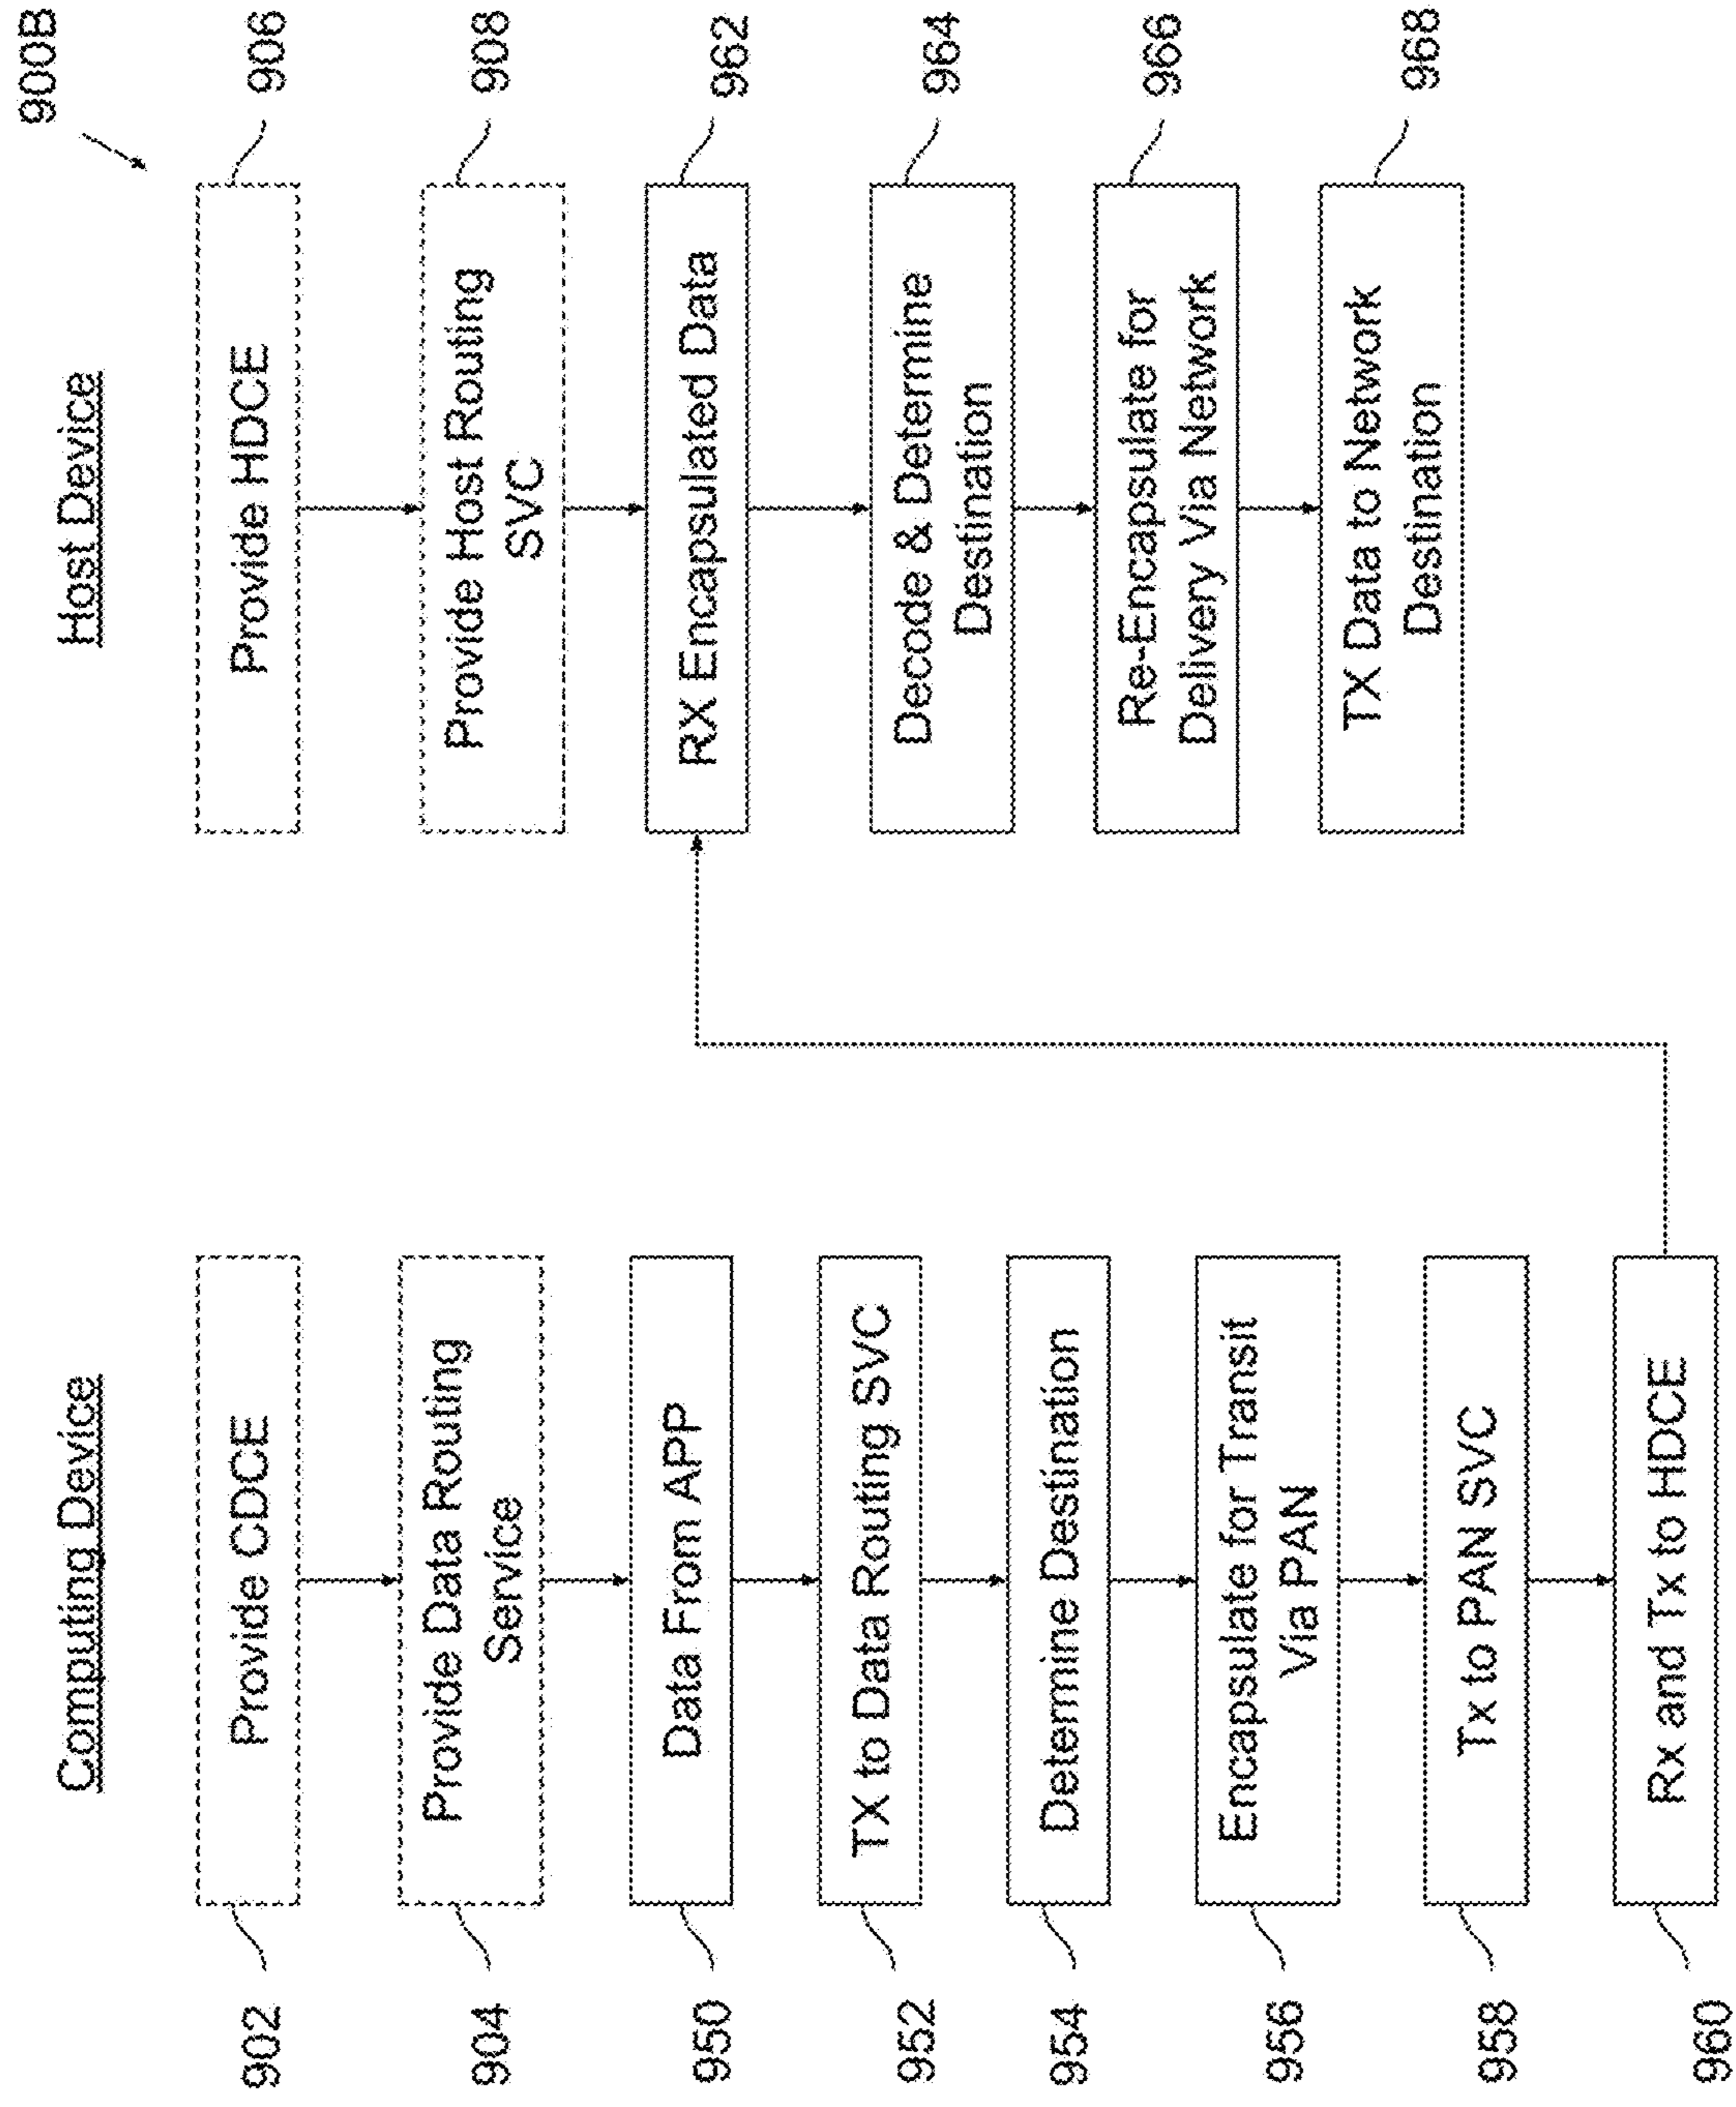 900B
Computing Device
902
Provide CDCE
904
Provide Data Routing
Service
950
Data From APP
952
TX to Data Routing SVC
954
Determine Destination
956
Encapsulate for Transit
Via PAN
958
Tx to PAN SVC
960
Rx and Tx to HDCE
Host Device
Provide HDCE
906
Provide Host Routing
SVC
908
RX Encapsulated Data
962
Decode & Determine
Destination
964
Re-Encapsulate for
Delivery Via Network
966
TX Data to Network
Destination
968